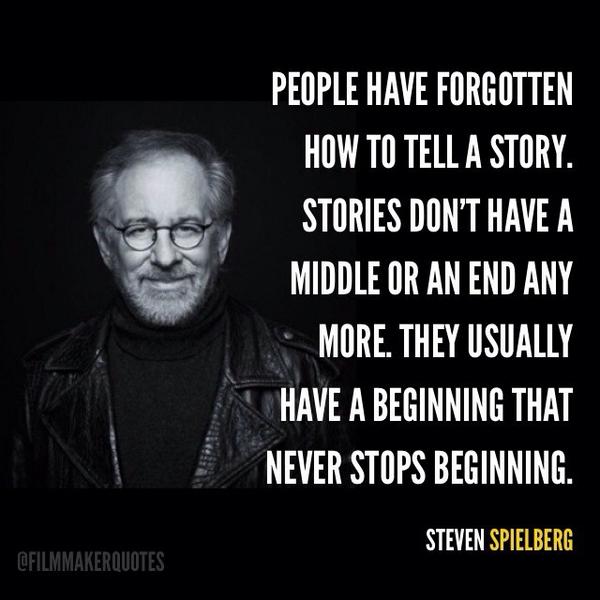 PEOPLE HAVE FORGOTTEN
HOW TO TELL A STORY.
STORIES DON'T HAVE A
MIDDLE OR AN END ANY
MORE. THEY USUALLY
HAVE A BEGINNING THAT
NEVER STOPS BEGINNING.
STEVEN SPIELBERG
@FILMMAKERQUOTES